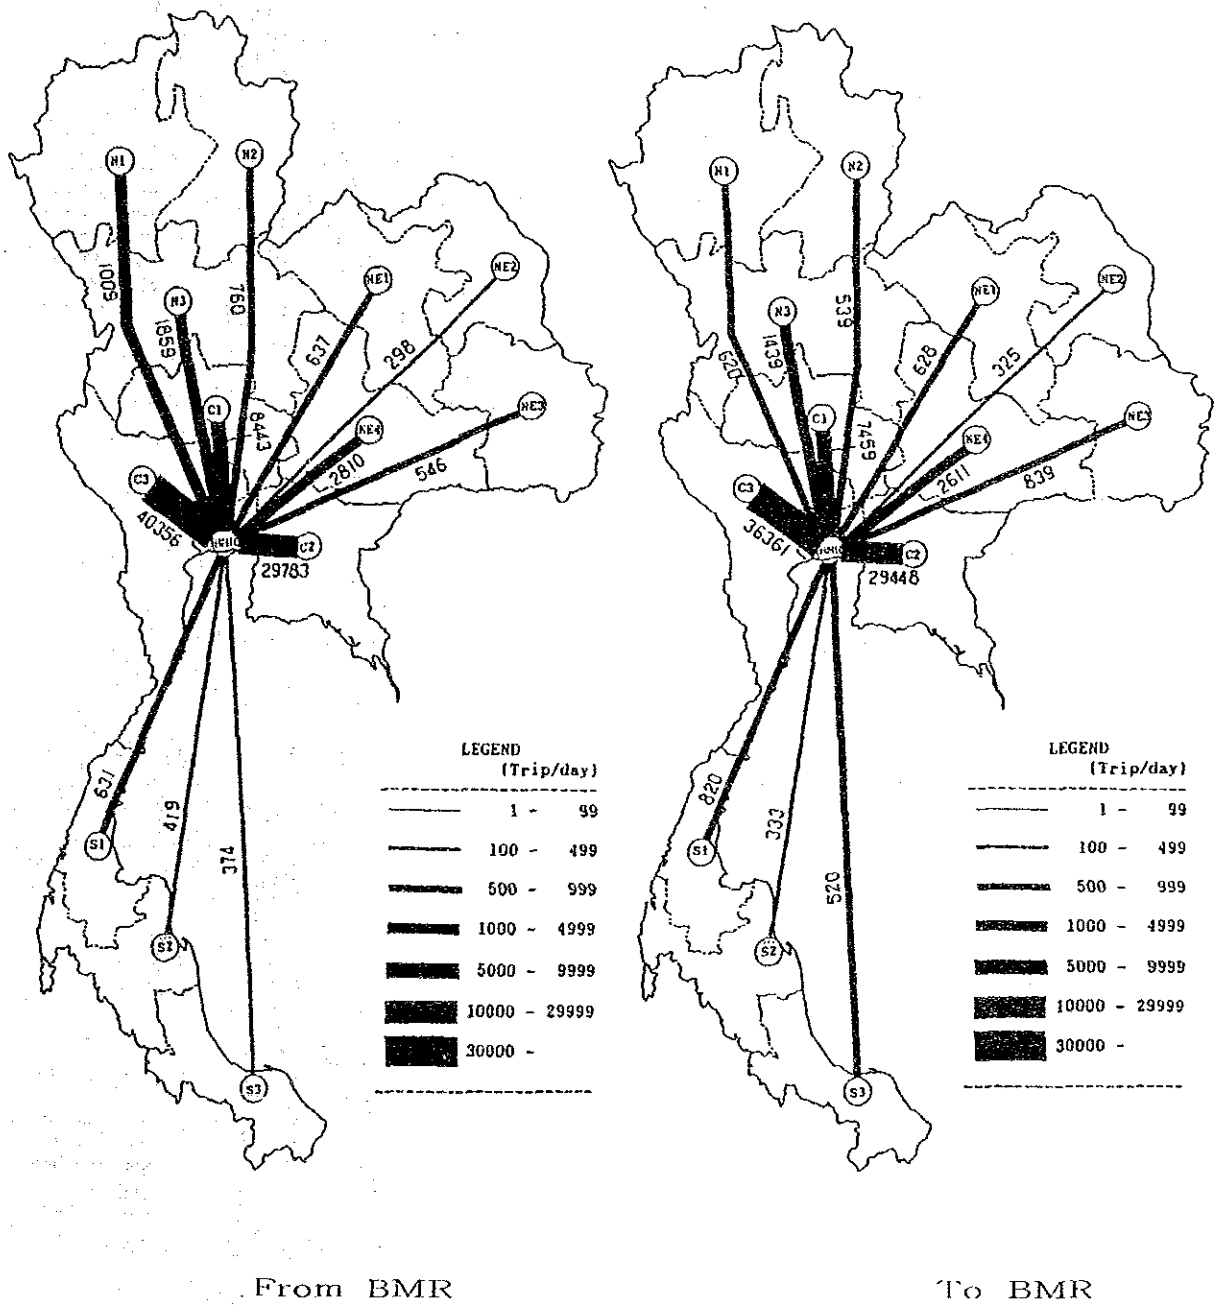 N1
N2
N3
NE1
NE2
NE3
NE4
C1
C2
C3
S1
S2
S3
1009
1859
760
8443
637
298
2810
546
40356
29783
631
419
374
LEGEND
(Trip/day)
1 - 99
100 - 499
500 - 999
1000 - 4999
5000 - 9999
10000 - 29999
30000 -
From BMR
N1
N2
N3
NE1
NE2
NE3
NE4
C1
C2
C3
S1
S2
S3
620
1439
539
7459
628
325
2611
839
36361
29448
820
333
520
LEGEND
(Trip/day)
1 - 99
100 - 499
500 - 999
1000 - 4999
5000 - 9999
10000 - 29999
30000 -
To BMR